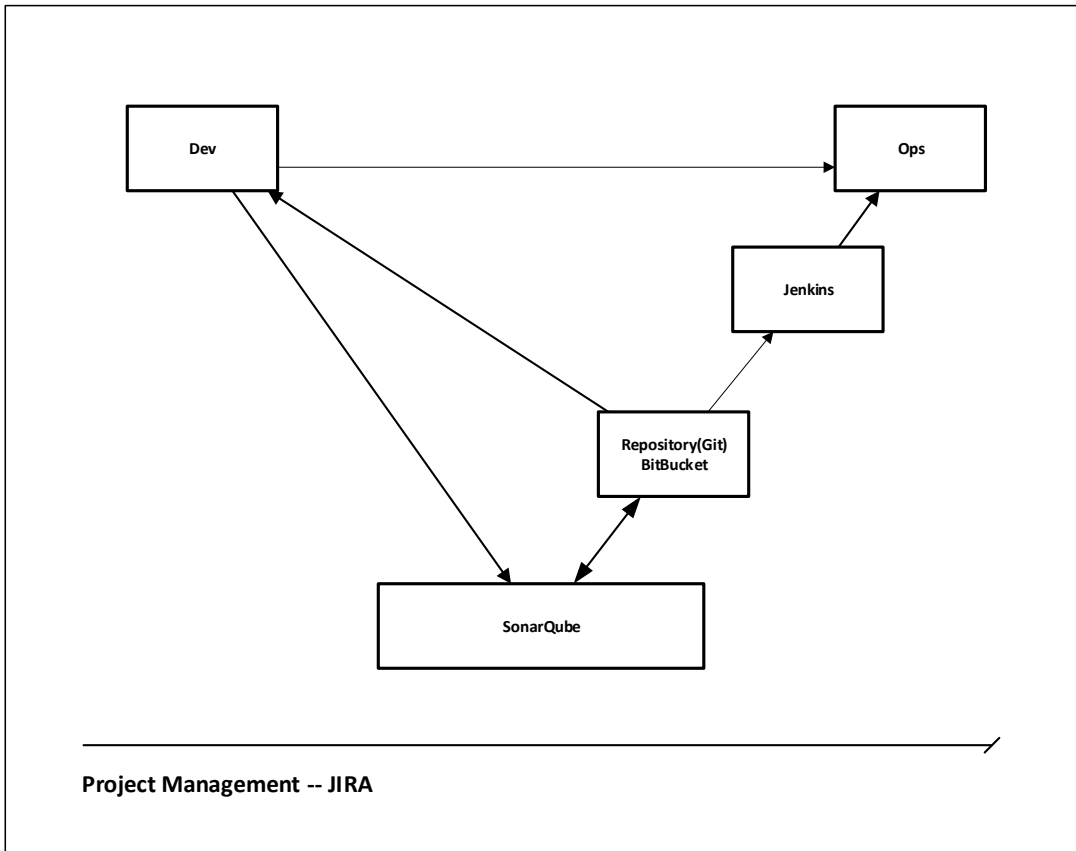 Dev
Ops
Jenkins
Repository(Git)
BitBucket
SonarQube
Project Management -- JIRA